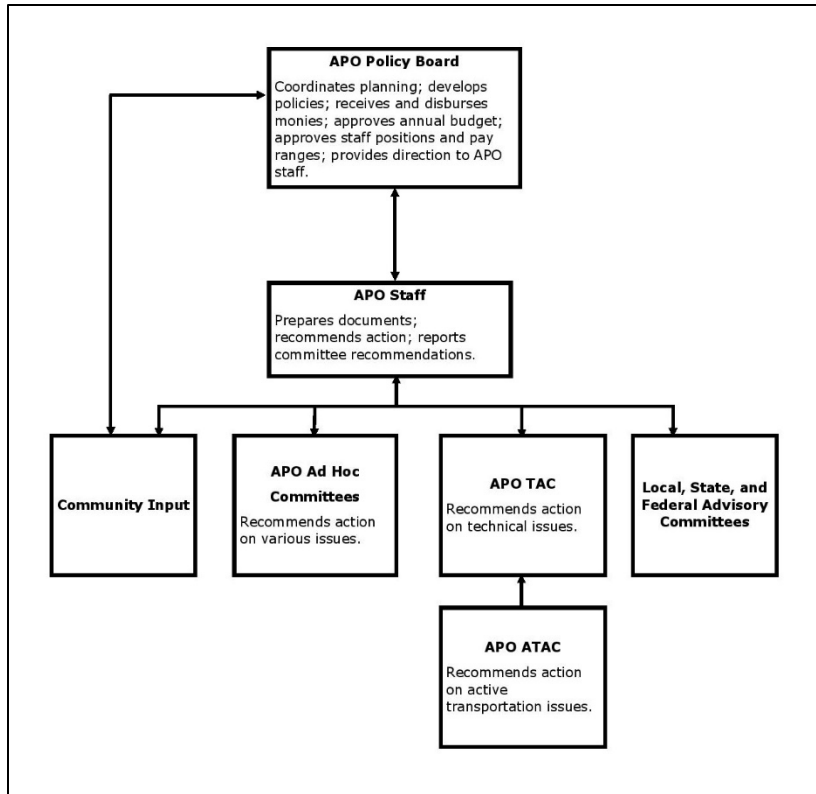 APO Policy Board
Coordinates planning; develops
policies; receives and disburses
monies; approves annual budget;
approves staff positions and pay
ranges; provides direction to APO
staff.
APO Staff
Prepares documents;
recommends action; reports
committee recommendations.
Community Input
APO Ad Hoc
Committees
Recommends action
on various issues.
APO TAC
Recommends action
on technical issues.
Local, State, and
Federal Advisory
Committees
APO ATAC
Recommends action
on active
transportation issues.